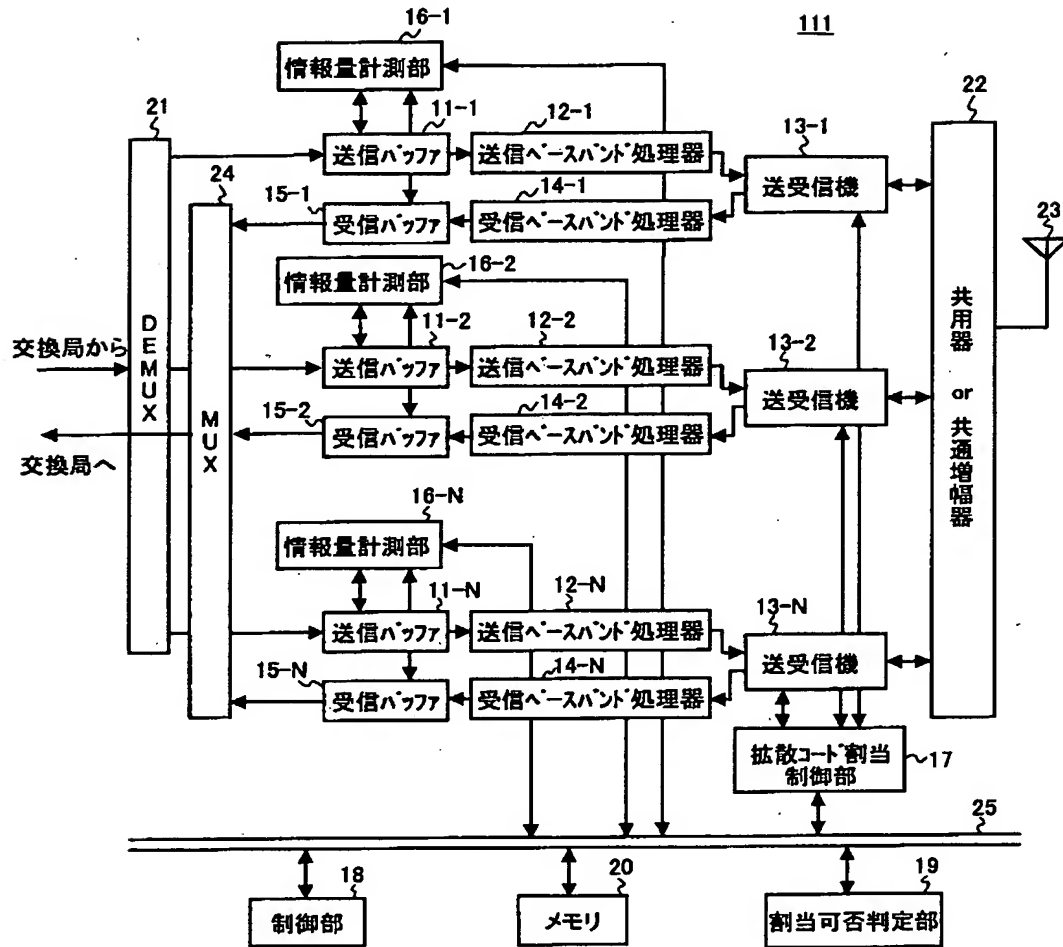 111
16-1
情報量計測部
21
22
11-1
12-1
13-1
送信バッファ
送信ベースバンド処理器
送受信機
24
15-1
14-1
受信バッファ
受信ベースバンド処理器
23
16-2
情報量計測部
11-2
12-2
13-2
交換局から
DEMUX
送信バッファ
送信ベースバンド処理器
送受信機
共用器 or 共通増幅器
MUX
15-2
14-2
受信バッファ
受信ベースバンド処理器
交換局へ
16-N
情報量計測部
11-N
12-N
13-N
送信バッファ
送信ベースバンド処理器
送受信機
15-N
14-N
受信バッファ
受信ベースバンド処理器
拡散コード割当
制御部
17
25
18
20
19
制御部
メモリ
割当可否判定部